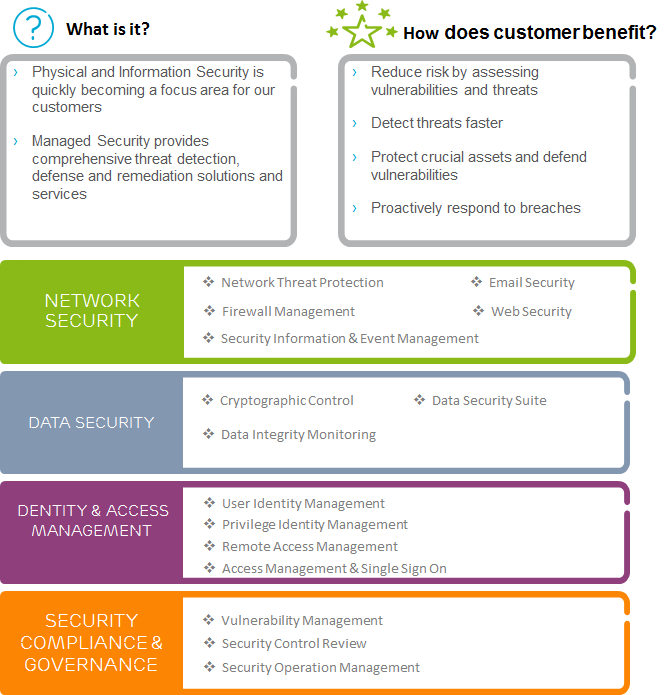 ?
What is it?
How does customer benefit?
› Physical and Information Security is
quickly becoming a focus area for our
customers
› Managed Security provides
comprehensive threat detection,
defense and remediation solutions and
services
› Reduce risk by assessing
vulnerabilities and threats
› Detect threats faster
› Protect crucial assets and defend
vulnerabilities
› Proactively respond to breaches
NETWORK
SECURITY
❖ Network Threat Protection
❖ Email Security
❖ Firewall Management
❖ Web Security
❖ Security Information & Event Management
DATA SECURITY
❖ Cryptographic Control
❖ Data Security Suite
❖ Data Integrity Monitoring
DENTITY & ACCESS
MANAGEMENT
❖ User Identity Management
❖ Privilege Identity Management
❖ Remote Access Management
❖ Access Management & Single Sign On
SECURITY
COMPLIANCE &
GOVERNANCE
❖ Vulnerability Management
❖ Security Control Review
❖ Security Operation Management